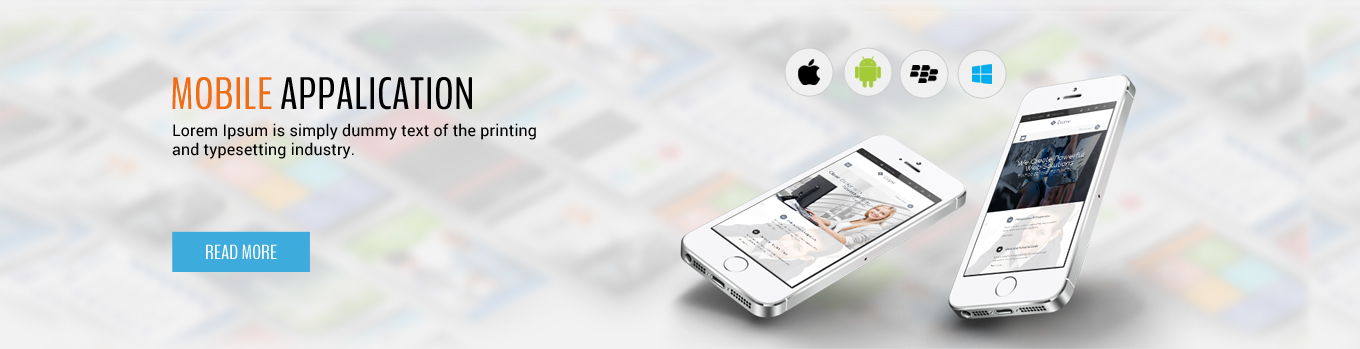 MOBILE APPALICATION
Lorem Ipsum is simply dummy text of the printing
and typesetting industry.
READ MORE
We Create Powerful
Web Solutions